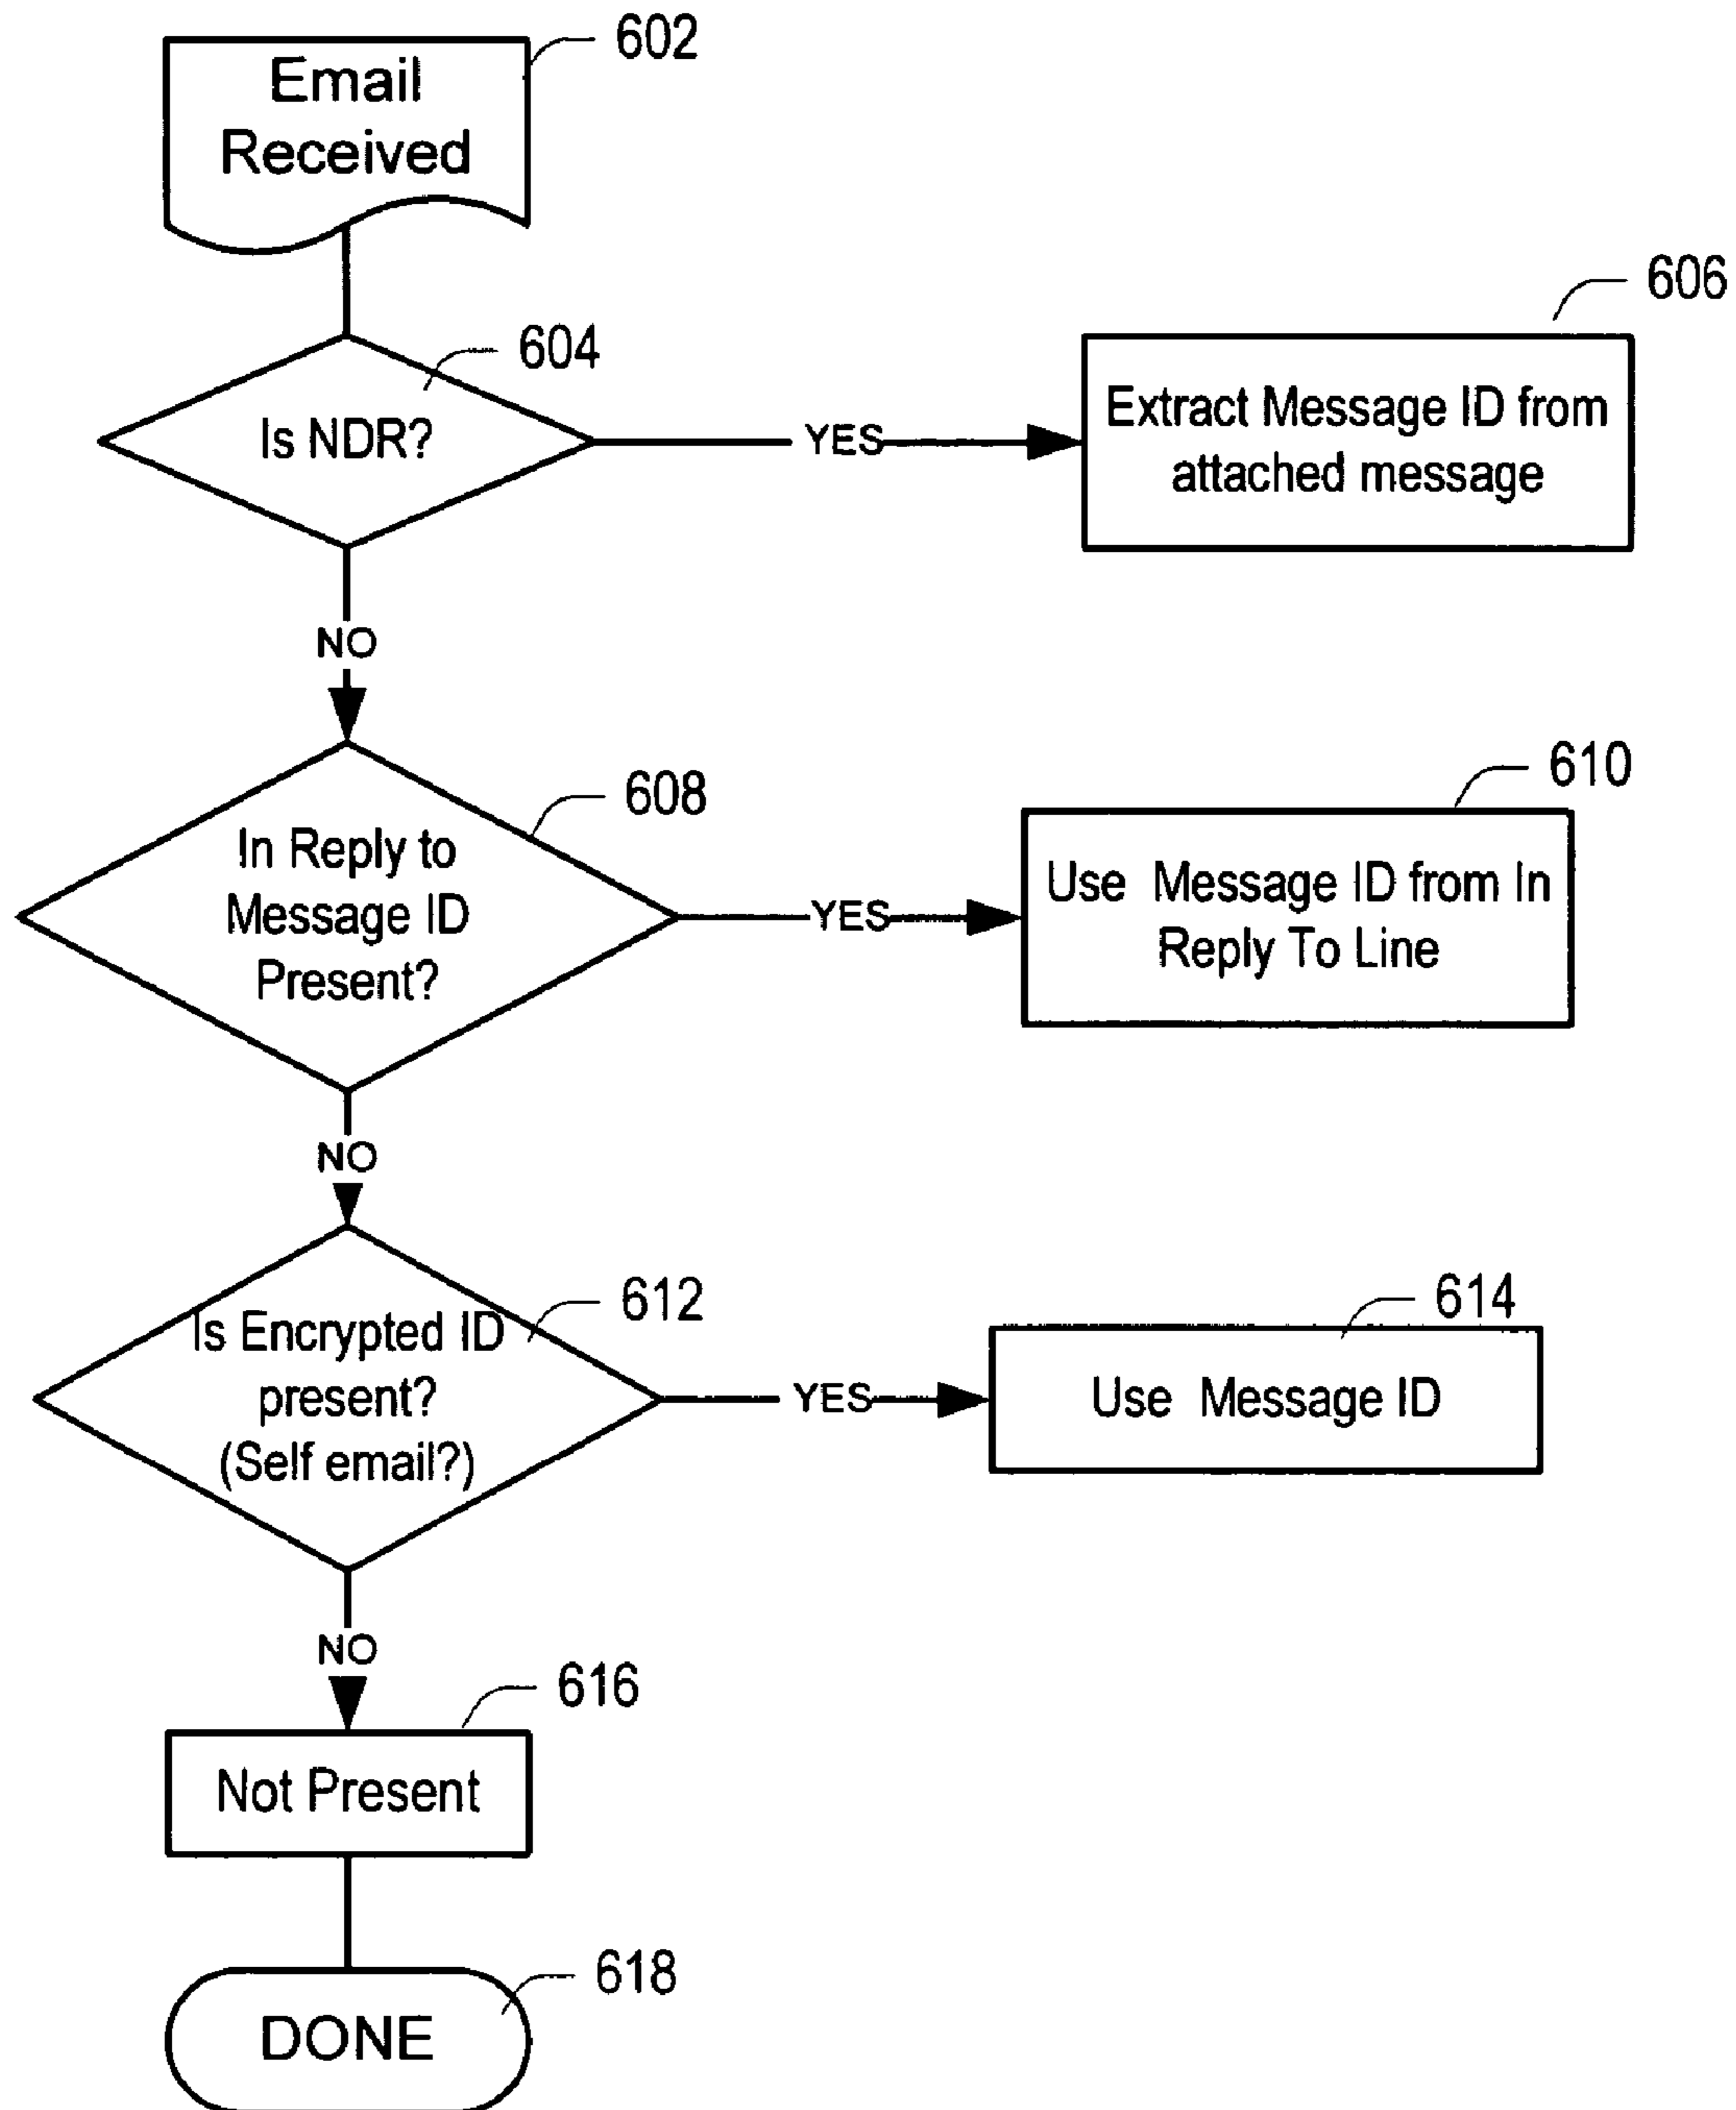 602
Email
Received
604
Is NDR?
YES
606
Extract Message ID from
attached message
NO
608
In Reply to
Message ID
Present?
YES
610
Use Message ID from In
Reply To Line
NO
612
Is Encrypted ID
present?
(Self email?)
YES
614
Use Message ID
NO
616
Not Present
618
DONE